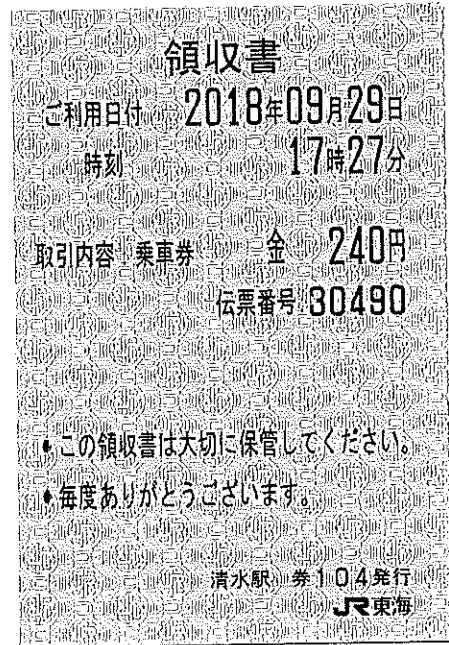 領収書
ご利用日付 2018年09月29日
時刻 17時27分
取引内容:乗車券 金 240円
伝票番号 30490
♦この領収書は大切に保管してください。
♦毎度ありがとうございます。
清水駅 券104発行
JR東海